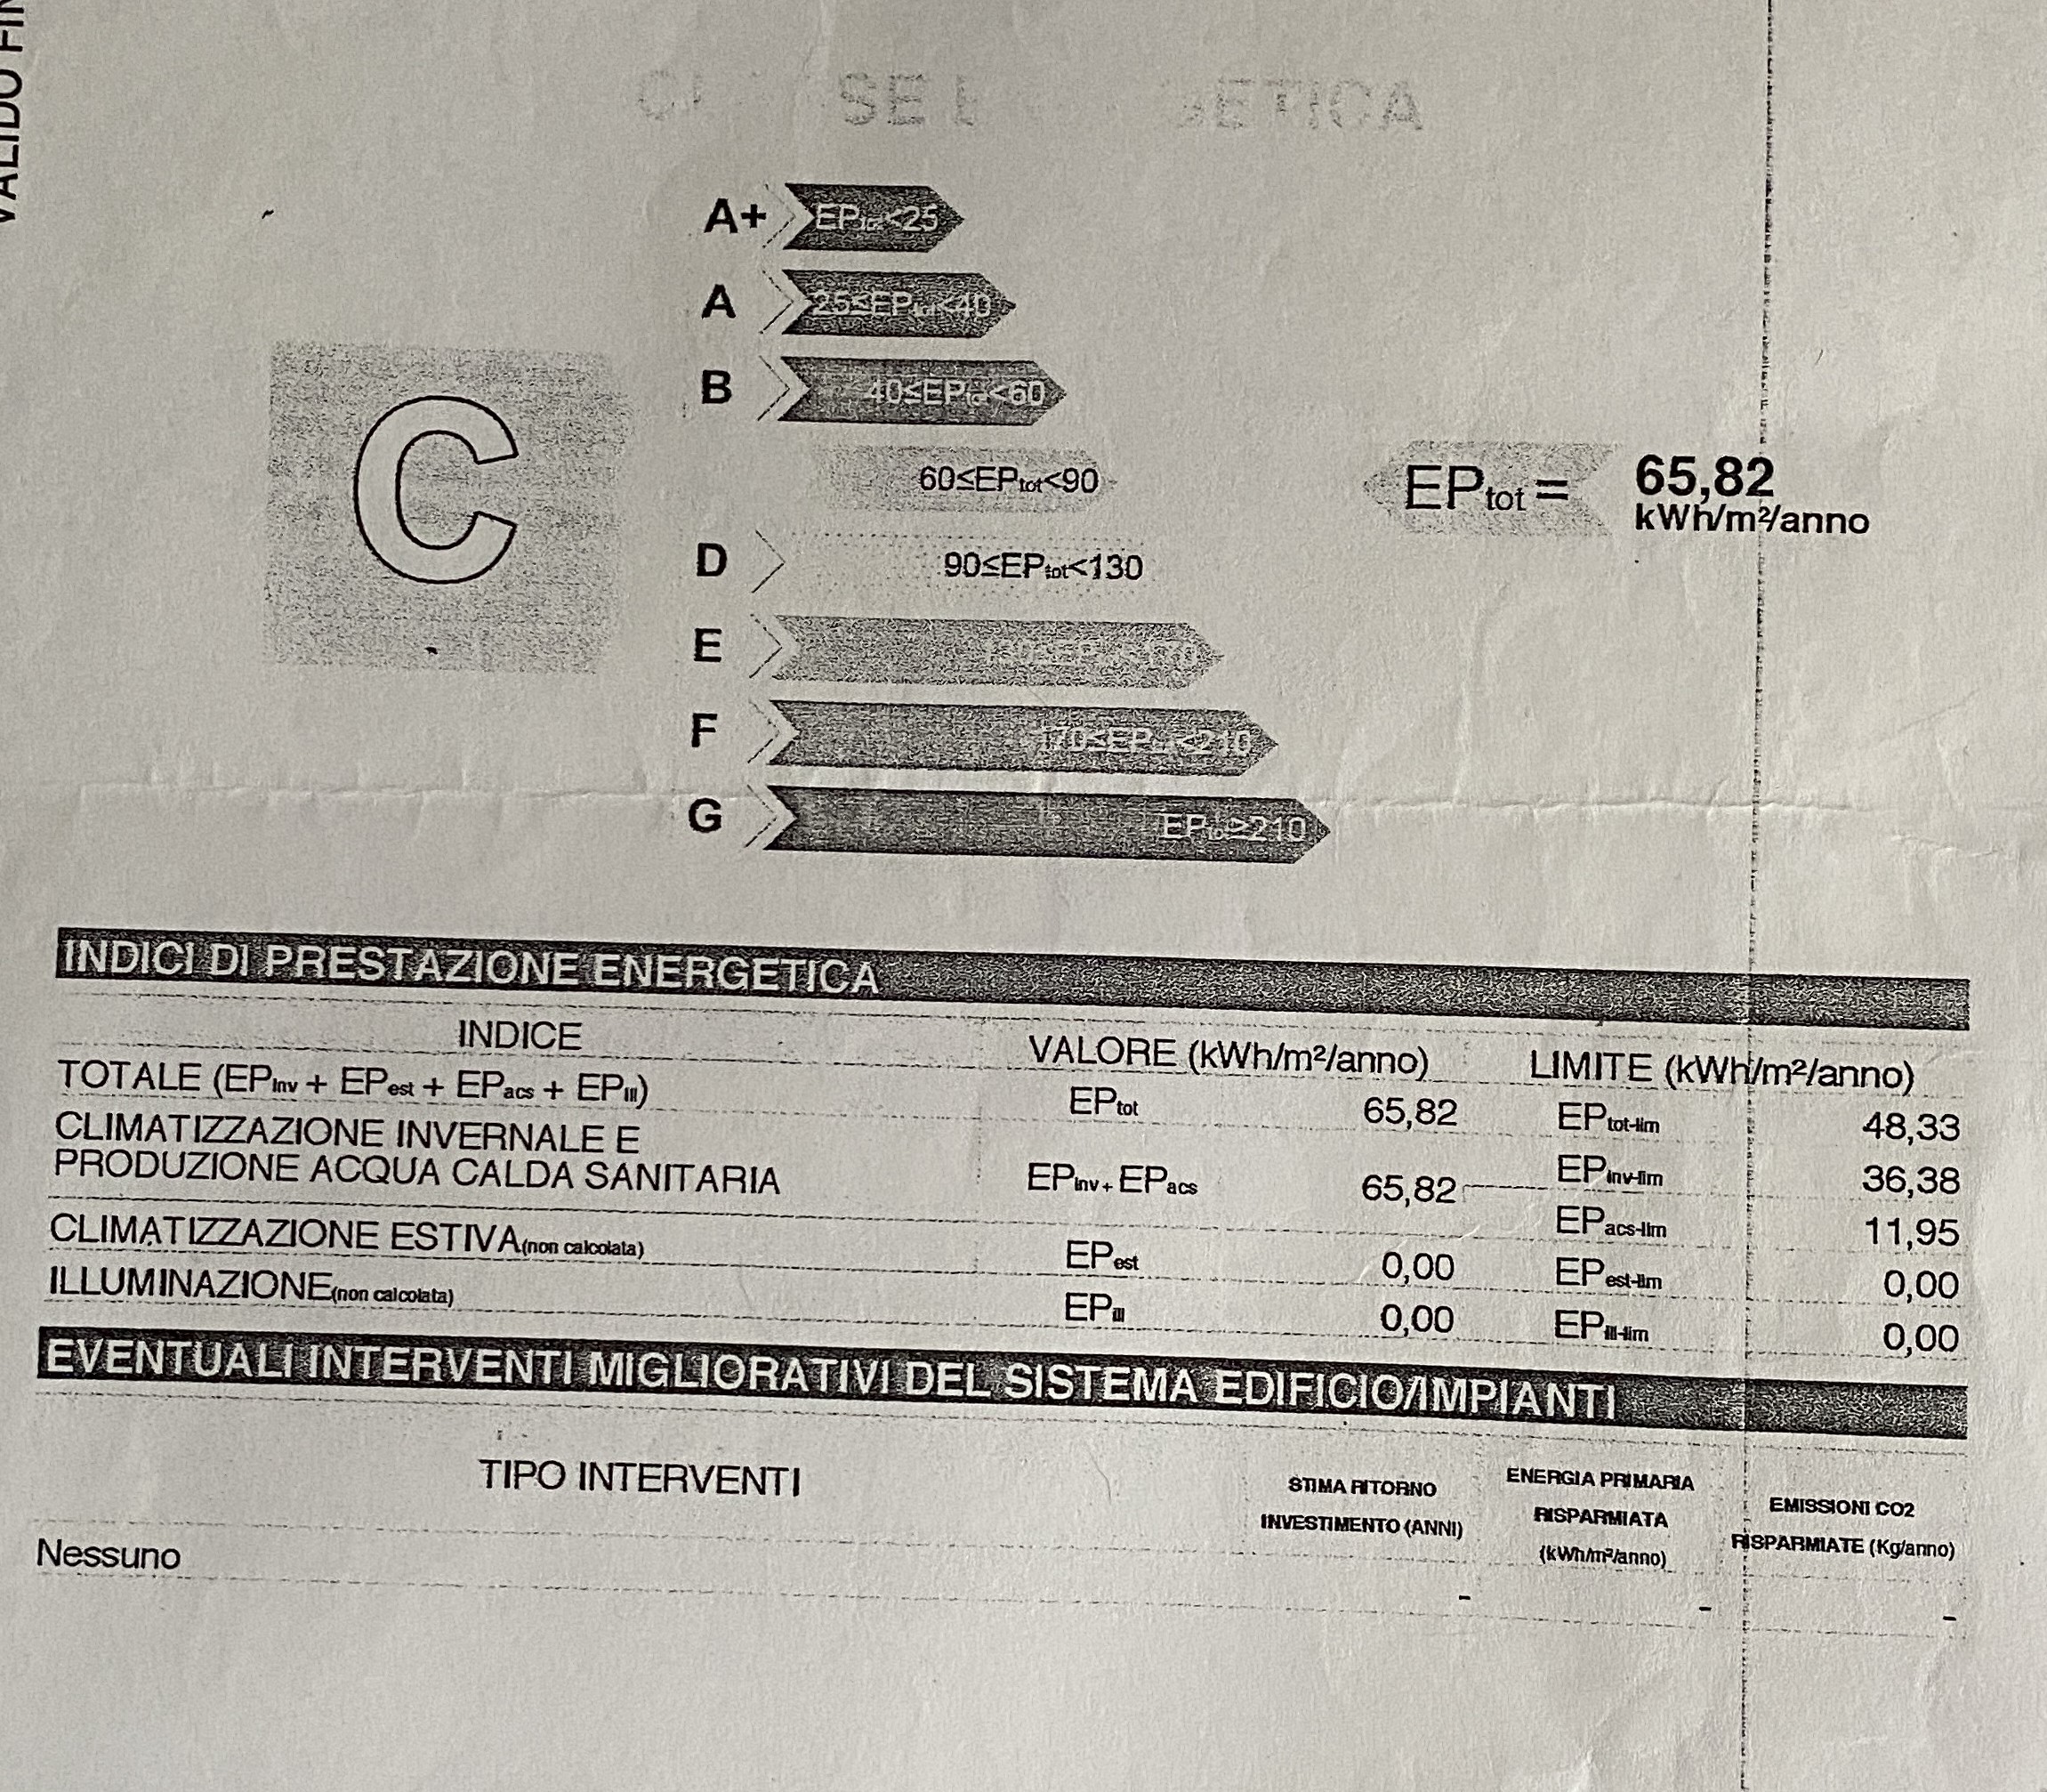 VALIDO FIN
A+ EPtot<25
A 25≤EPtot<40
B 40≤EPtot<60
C
60≤EPtot<90
EPtot = 65,82
kWh/m²/anno
D 90≤EPtot<130
E
F 170≤EPtot<210
G EPtot≥210
INDICI DI PRESTAZIONE ENERGETICA
INDICE VALORE (kWh/m²/anno) LIMITE (kWh/m²/anno)
TOTALE (EPinv + EPest + EPacs + EPill) EPtot 65,82 EPtot-lim 48,33
CLIMATIZZAZIONE INVERNALE E
PRODUZIONE ACQUA CALDA SANITARIA EPinv + EPacs 65,82 EPinv-lim 36,38
EPacs-lim 11,95
CLIMATIZZAZIONE ESTIVA(non calcolata) EPest 0,00 EPest-lim 0,00
ILLUMINAZIONE(non calcolata) EPill 0,00 EPill-lim 0,00
EVENTUALI INTERVENTI MIGLIORATIVI DEL SISTEMA EDIFICIO/IMPIANTI
TIPO INTERVENTI
STIMA RITORNO
INVESTIMENTO (ANNI)
ENERGIA PRIMARIA
RISPARMIATA
(kWh/m²/anno)
EMISSIONI CO2
RISPARMIATE (Kg/anno)
Nessuno - - -